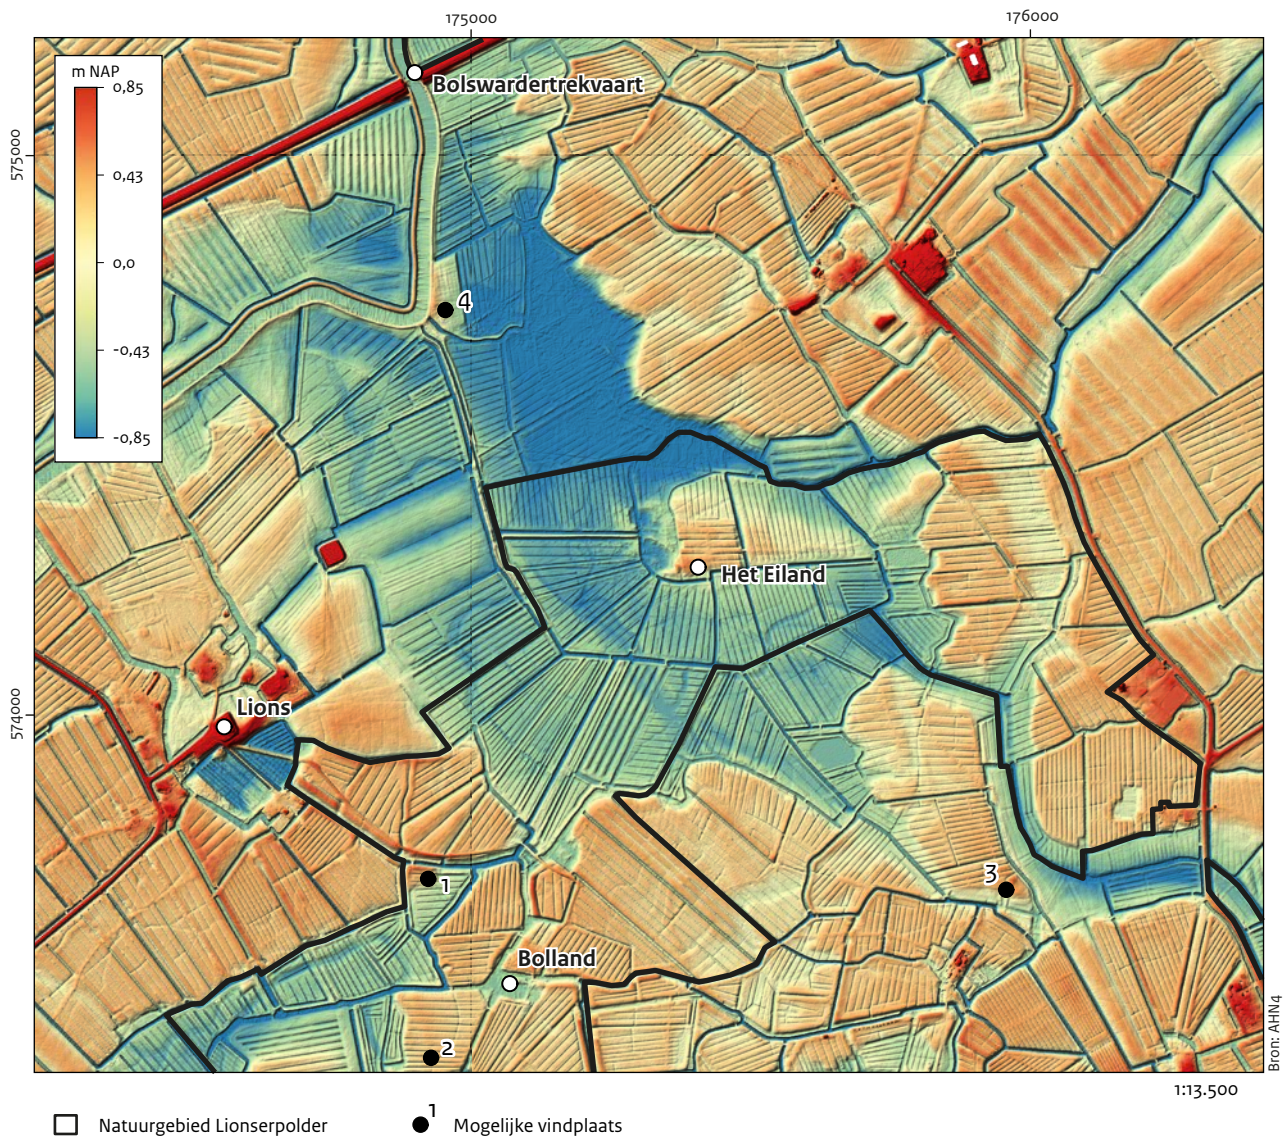 175000
176000
m NAP
0,85
0,43
0,0
-0,43
-0,85
Bolswardertrekvaart
575000
4
Het Eiland
Lions
574000
1
3
Bolland
2
Bron: AHN4
1:13.500
Natuurgebied Lionserpolder
1
Mogelijke vindplaats